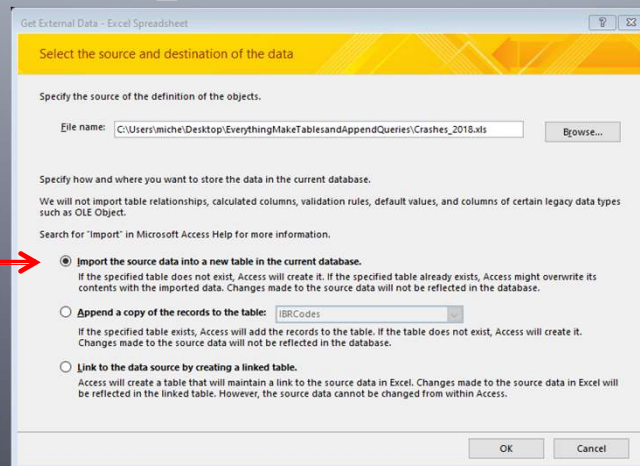 Get External Data - Excel Spreadsheet
Select the source and destination of the data
Specify the source of the definition of the objects.
File name: C:\Users\miche\Desktop\EverythingMakeTablesandAppendQueries\Crashes_2018.xls Browse...
Specify how and where you want to store the data in the current database.
We will not import table relationships, calculated columns, validation rules, default values, and columns of certain legacy data types
such as OLE Object.
Search for "Import" in Microsoft Access Help for more information.
Import the source data into a new table in the current database.
If the specified table does not exist, Access will create it. If the specified table already exists, Access might overwrite its
contents with the imported data. Changes made to the source data will not be reflected in the database.
Append a copy of the records to the table: IBRCodes
If the specified table exists, Access will add the records to the table. If the table does not exist, Access will create it.
Changes made to the source data will not be reflected in the database.
Link to the data source by creating a linked table.
Access will create a table that will maintain a link to the source data in Excel. Changes made to the source data in Excel will
be reflected in the linked table. However, the source data cannot be changed from within Access.
OK Cancel